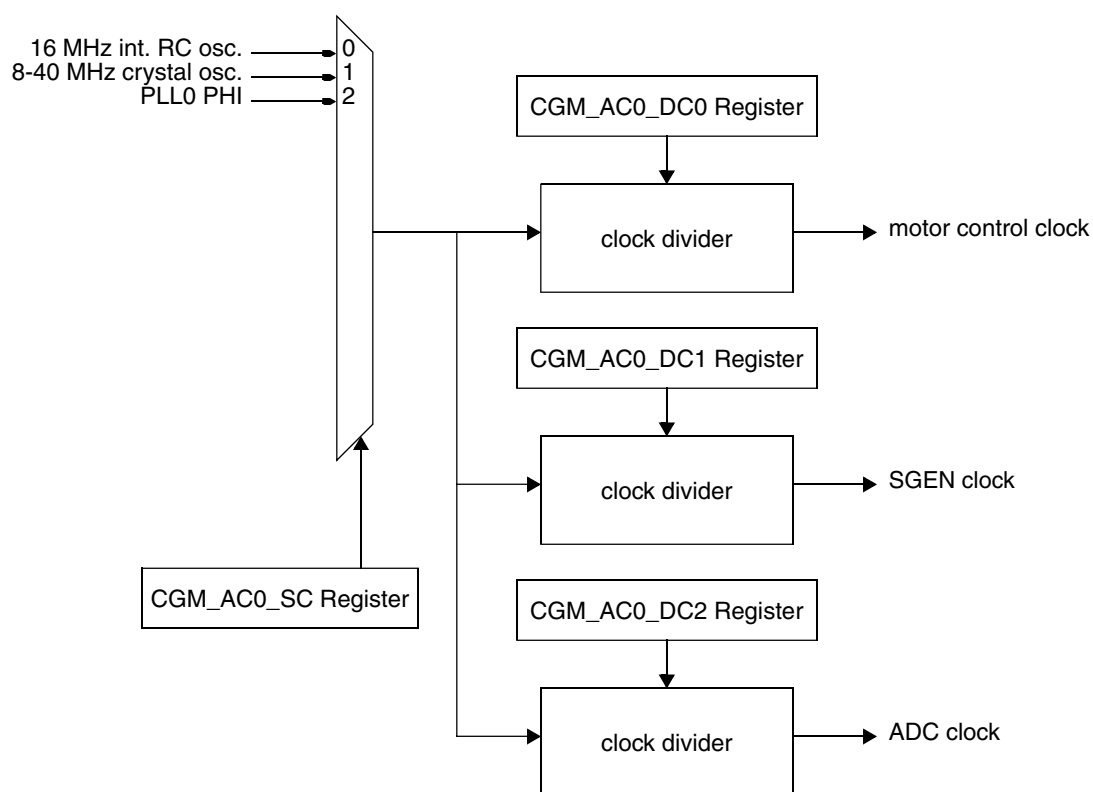 16 MHz int. RC osc.
0
8-40 MHz crystal osc.
1
PLL0 PHI
2
CGM_AC0_DC0 Register
clock divider
motor control clock
CGM_AC0_DC1 Register
clock divider
SGEN clock
CGM_AC0_SC Register
CGM_AC0_DC2 Register
clock divider
ADC clock